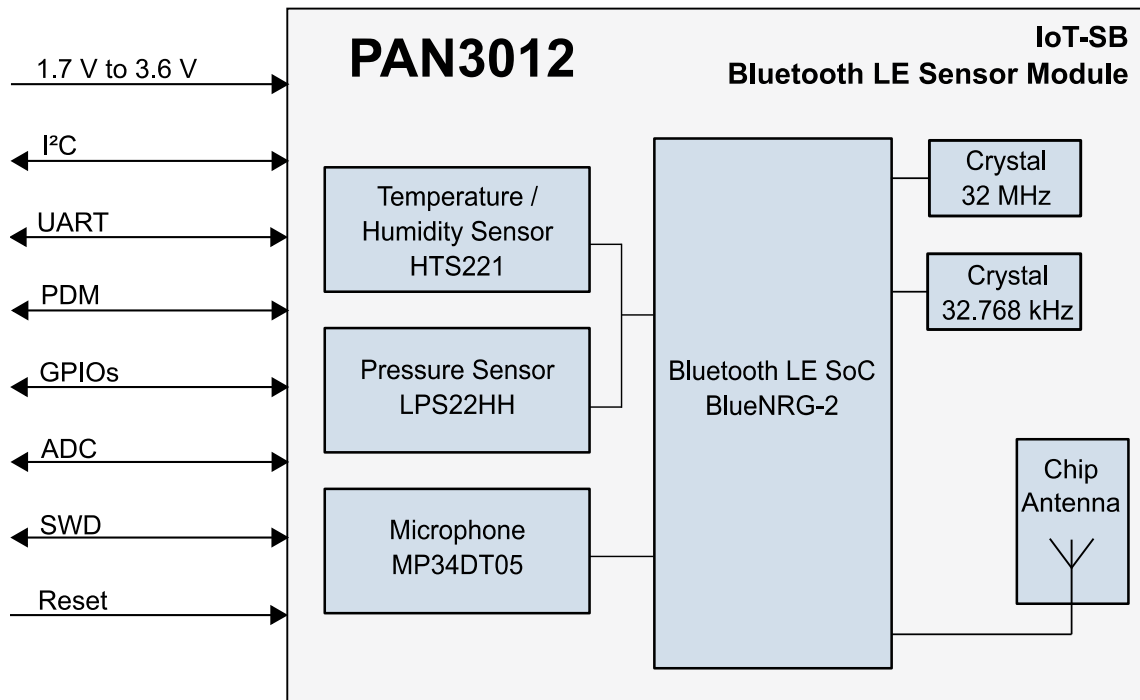 PAN3012
IoT-SB
Bluetooth LE Sensor Module
1.7 V to 3.6 V
I²C
UART
PDM
GPIOs
ADC
SWD
Reset
Temperature /
Humidity Sensor
HTS221
Pressure Sensor
LPS22HH
Microphone
MP34DT05
Bluetooth LE SoC
BlueNRG-2
Crystal
32 MHz
Crystal
32.768 kHz
Chip
Antenna